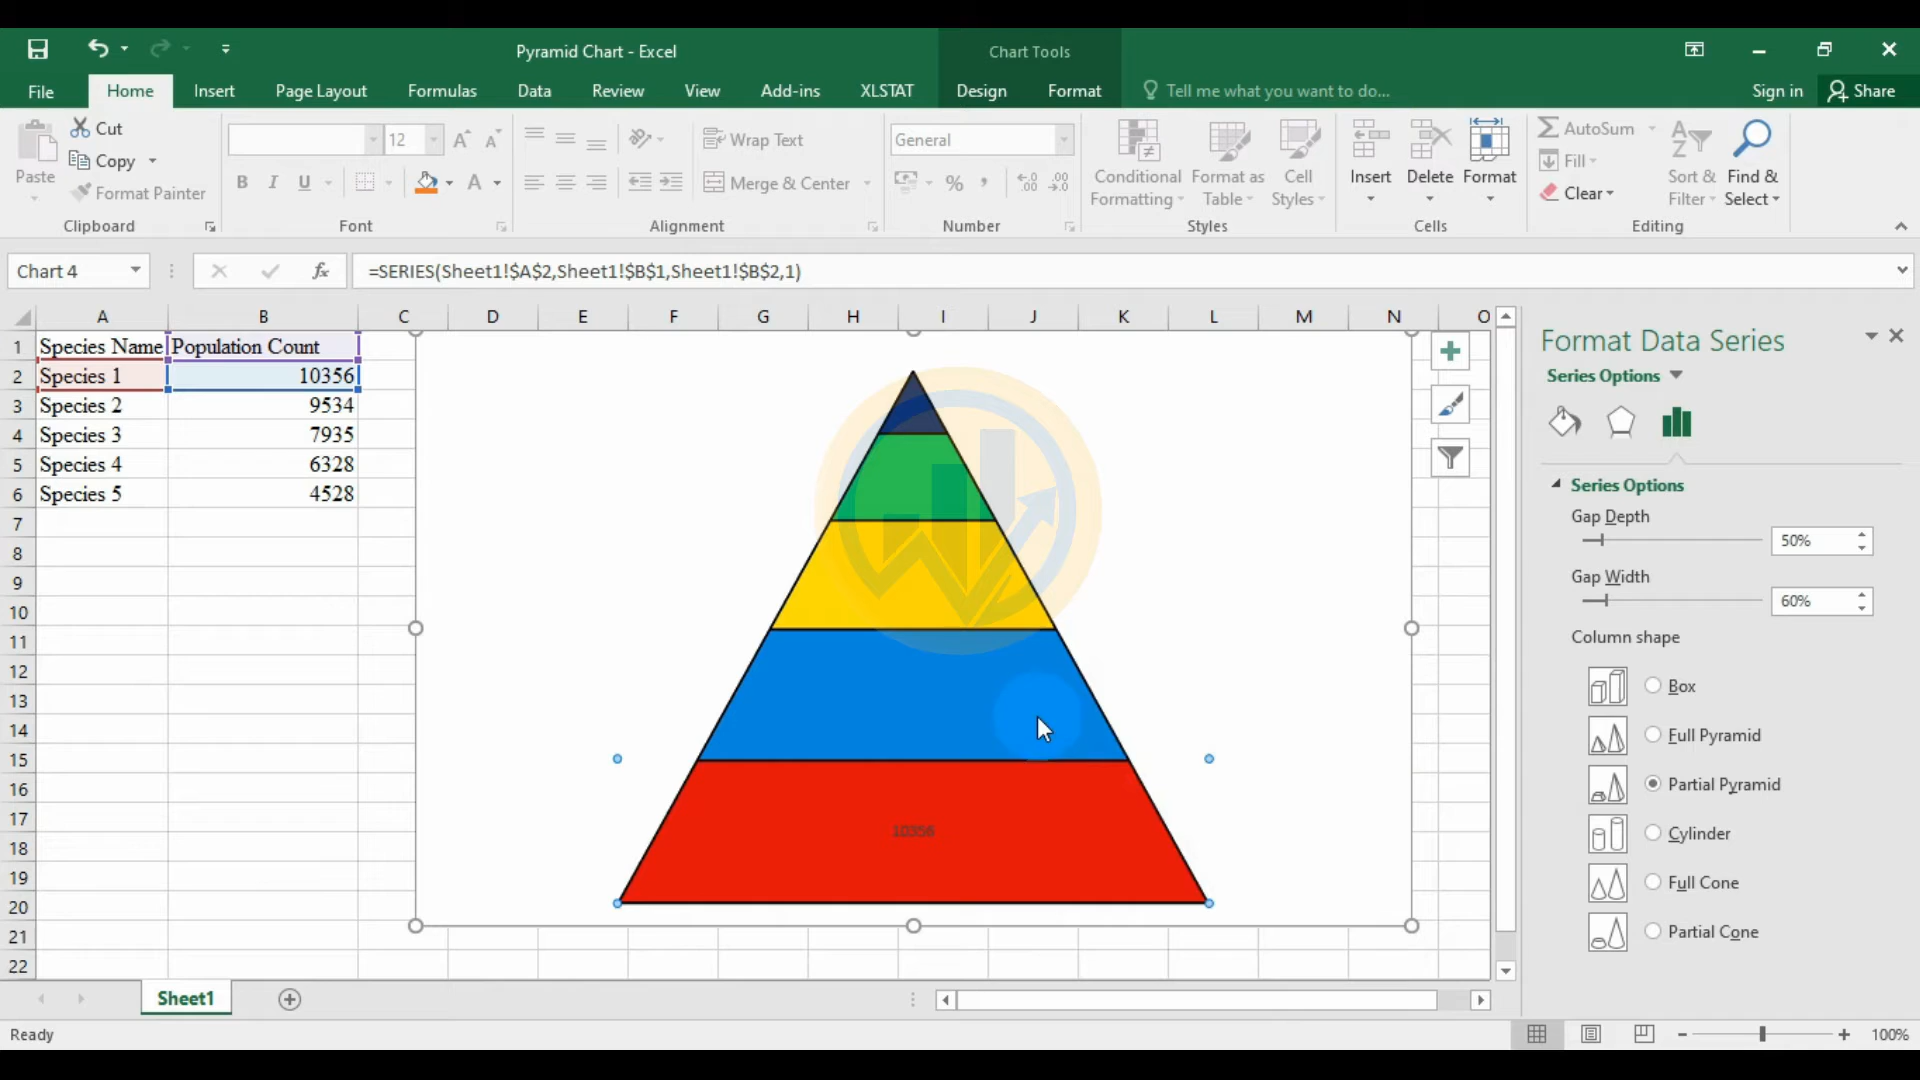 Pyramid Chart - Excel
Chart Tools
File Home Insert Page Layout Formulas Data Review View Add-ins XLSTAT Design Format Tell me what you want to do... Sign in Share
Paste
Cut
Copy
Format Painter
Clipboard
12
B I U
A
Font
Wrap Text
Merge & Center
Alignment
General
%
Number
Conditional Formatting
Format as Table
Cell Styles
Styles
Insert
Delete
Format
Cells
AutoSum
Fill
Clear
Sort & Filter
Find & Select
Editing
Chart 4
fx
=SERIES(Sheet1!$A$2,Sheet1!$B$1,Sheet1!$B$2,1)
A B C D E F G H I J K L M N O
1 Species Name Population Count
2 Species 1 10356
3 Species 2 9534
4 Species 3 7935
5 Species 4 6328
6 Species 5 4528
7
8
9
10
11
12
13
14
15
16
17
18
19
20
21
22
10356
Format Data Series
Series Options
Series Options
Gap Depth
50%
Gap Width
60%
Column shape
Box
Full Pyramid
Partial Pyramid
Cylinder
Full Cone
Partial Cone
Sheet1
Ready
100%